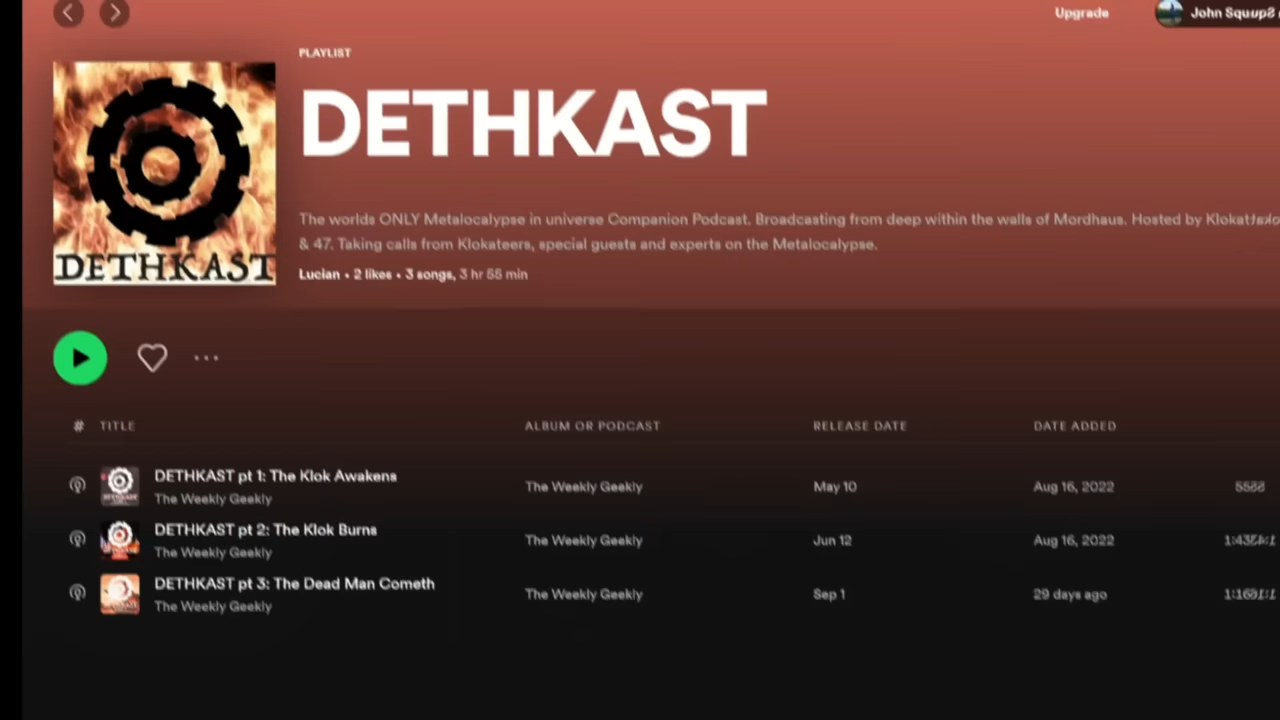 Upgrade
John
PLAYLIST
DETHKAST
DETHKAST
The worlds ONLY Metalocalypse in universe Companion Podcast. Broadcasting from deep within the walls of Mordhaus. Hosted by
& 47. Taking calls from Klokateers, special guests and experts on the Metalocalypse.
Lucian • 2 likes • 3 songs, 3 hr 55 min
# TITLE ALBUM OR PODCAST RELEASE DATE DATE ADDED
DETHKAST pt 1: The Klok Awakens
The Weekly Geekly The Weekly Geekly May 10 Aug 16, 2022
DETHKAST pt 2: The Klok Burns
The Weekly Geekly The Weekly Geekly Jun 12 Aug 16, 2022
DETHKAST pt 3: The Dead Man Cometh
The Weekly Geekly The Weekly Geekly Sep 1 29 days ago